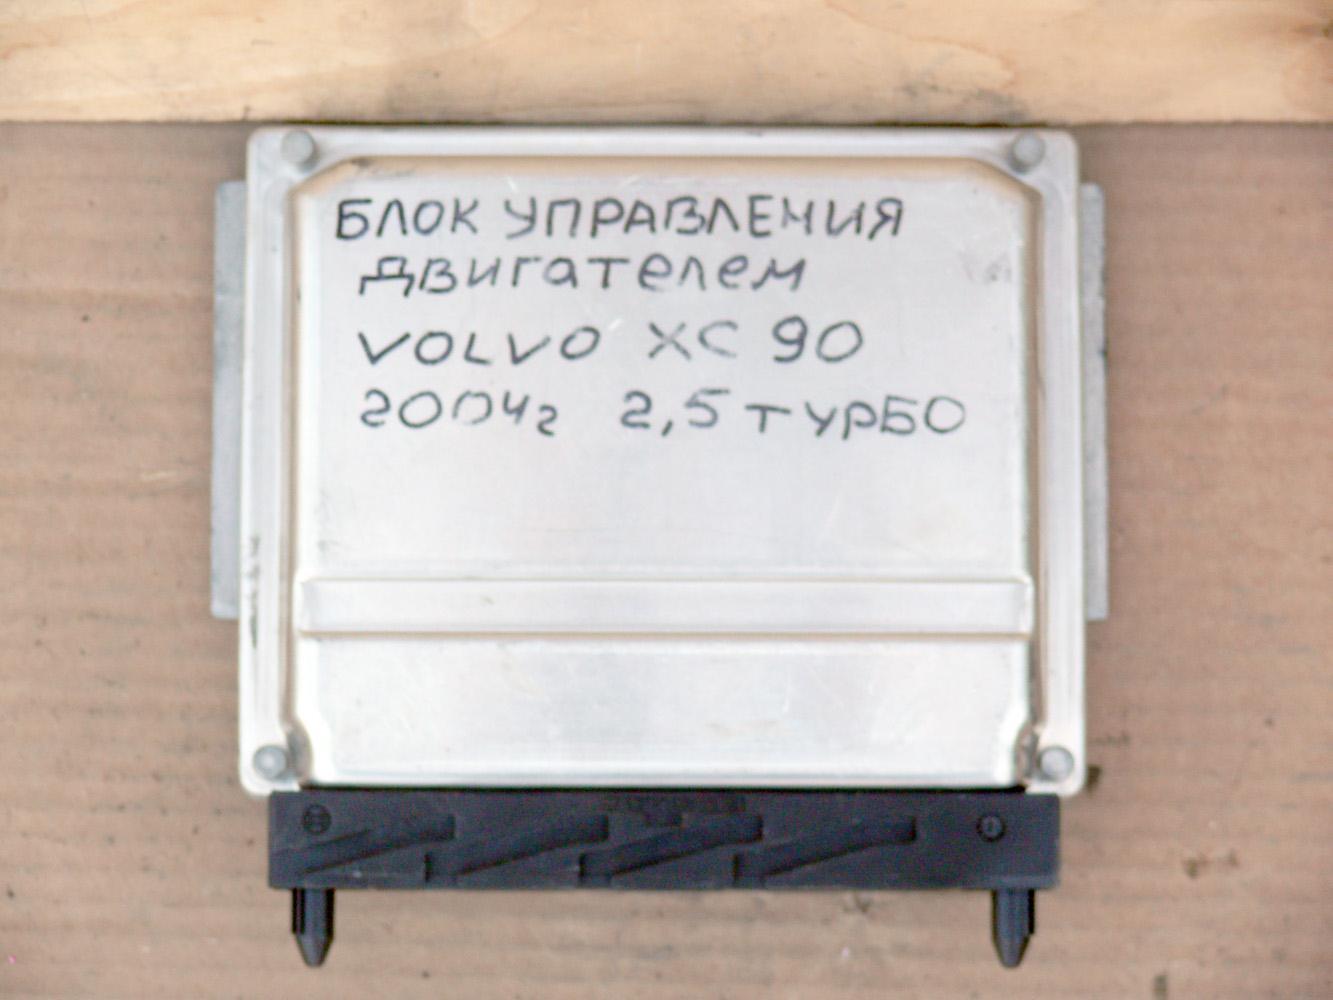 БЛОК УПРАВЛЕНИЯ
двигателем
VOLVO XC 90
2004г 2,5 ТУРБО